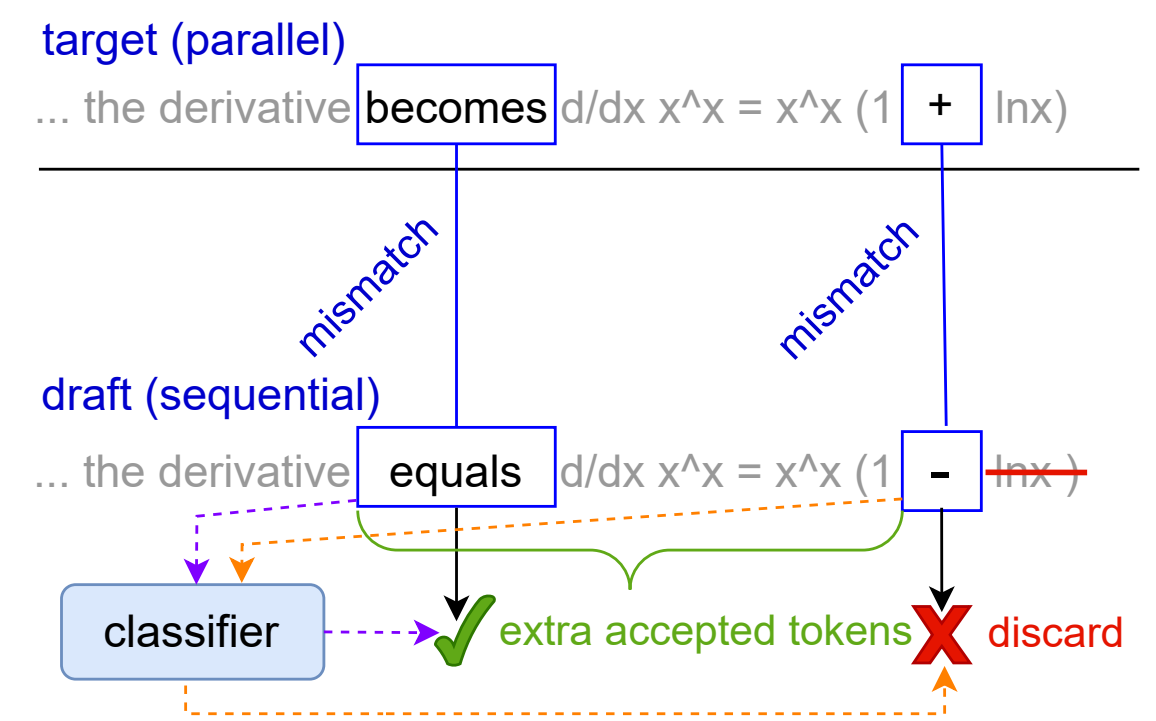 target (parallel)
... the derivative becomes d/dx x^x = x^x (1 + lnx)
mismatch
mismatch
draft (sequential)
... the derivative equals d/dx x^x = x^x (1 - lnx )
classifier
extra accepted tokens
discard